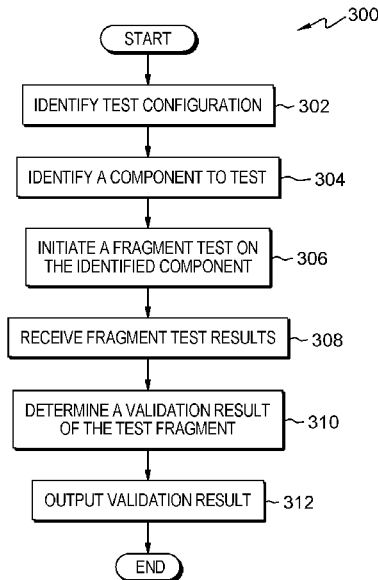 300
START
IDENTIFY TEST CONFIGURATION
302
IDENTIFY A COMPONENT TO TEST
304
INITIATE A FRAGMENT TEST ON
THE IDENTIFIED COMPONENT
306
RECEIVE FRAGMENT TEST RESULTS
308
DETERMINE A VALIDATION RESULT
OF THE TEST FRAGMENT
310
OUTPUT VALIDATION RESULT
312
END